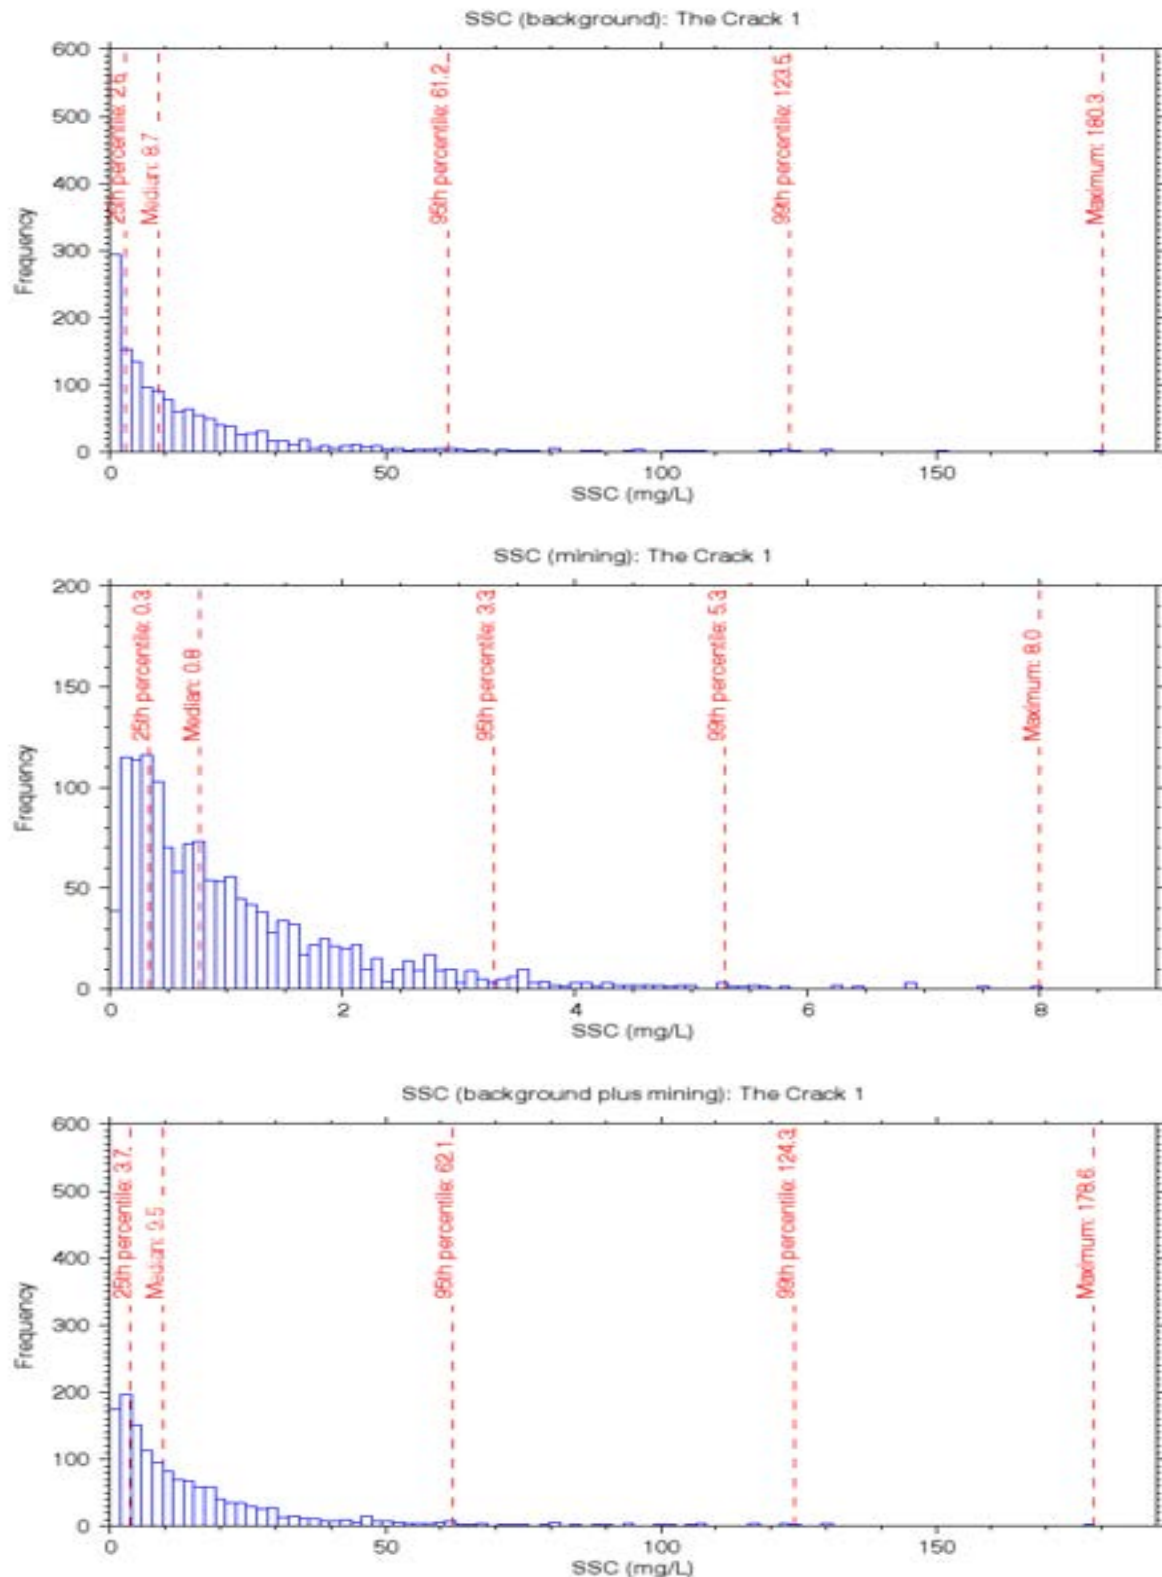 SSC (background): The Crack 1
600
500
400
300
200
100
0
Frequency
25th percentile: 2.6
Median: 8.7
95th percentile: 61.2
99th percentile: 123.5
Maximum: 180.3
0 50 100 150
SSC (mg/L)
SSC (mining): The Crack 1
200
150
100
50
0
Frequency
25th percentile: 0.3
Median: 0.8
95th percentile: 3.3
99th percentile: 5.3
Maximum: 8.0
0 2 4 6 8
SSC (mg/L)
SSC (background plus mining): The Crack 1
600
500
400
300
200
100
0
Frequency
25th percentile: 3.7
Median: 9.5
95th percentile: 62.1
99th percentile: 124.3
Maximum: 178.6
0 50 100 150
SSC (mg/L)